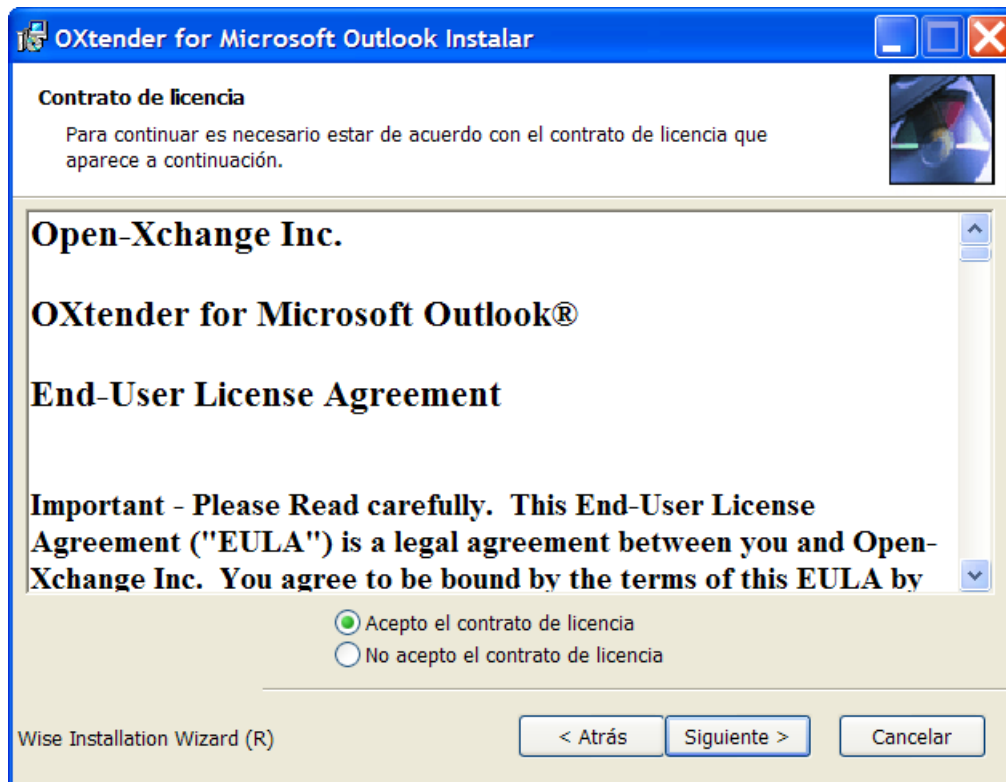 OXtender for Microsoft Outlook Instalar
Contrato de licencia
Para continuar es necesario estar de acuerdo con el contrato de licencia que
aparece a continuación.
Open-Xchange Inc.
OXtender for Microsoft Outlook®
End-User License Agreement
Important - Please Read carefully.  This End-User License
Agreement ("EULA") is a legal agreement between you and Open-
Xchange Inc.  You agree to be bound by the terms of this EULA by
Acepto el contrato de licencia
No acepto el contrato de licencia
Wise Installation Wizard (R)
< Atrás
Siguiente >
Cancelar